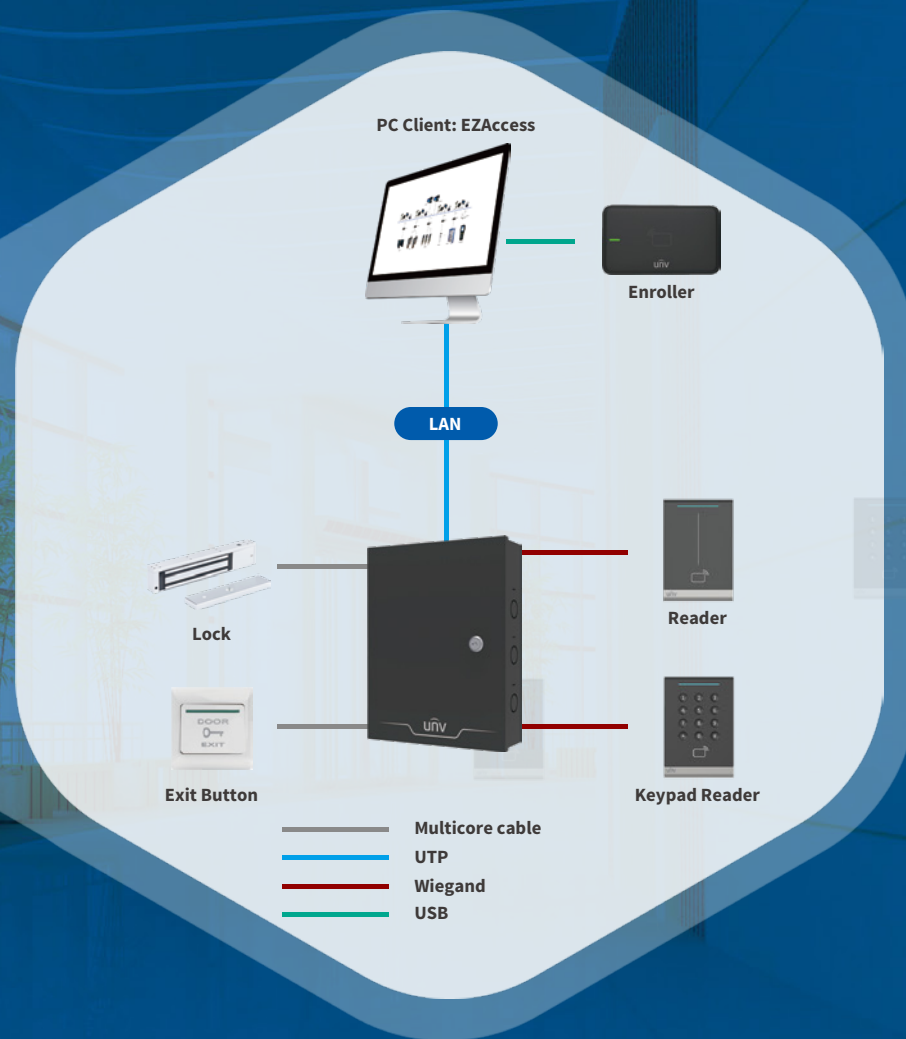 PC Client: EZAccess
unv
Enroller
LAN
Lock
Reader
DOOR
EXIT
unv
Exit Button
Keypad Reader
Multicore cable
UTP
Wiegand
USB